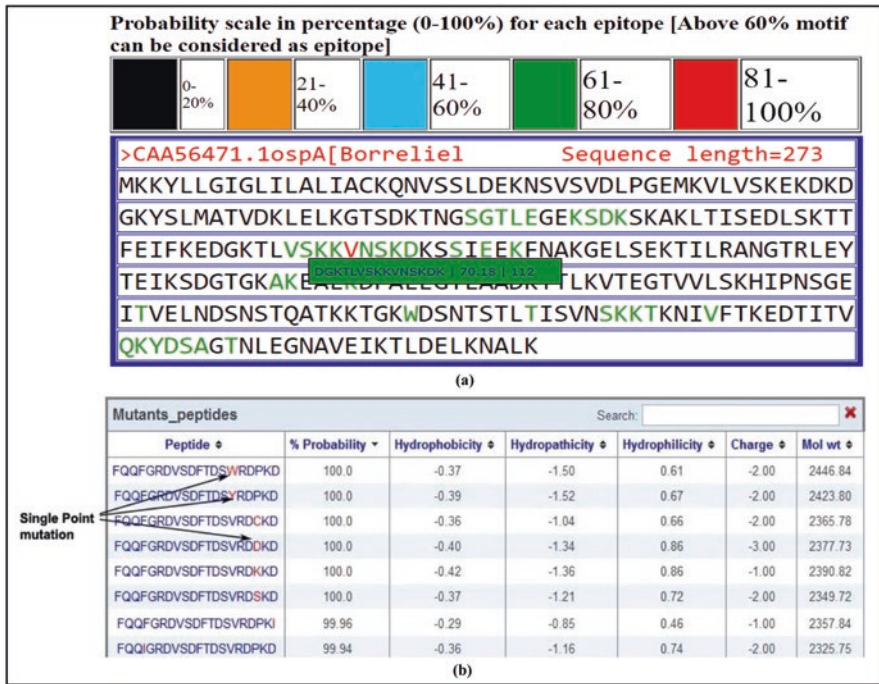 Probability scale in percentage (0-100%) for each epitope [Above 60% motif
can be considered as epitope]
0-20% 21-40% 41-60% 61-80% 81-100%
>CAA56471.1ospA[Borreliel Sequence length=273
MKKYLLGIGLILALIACKQNVSSLDEKNSVSVDLPGEMKVLVSKEKDKD
GKYSLMATVDKLELKGTSDKTNGSGTLEGEKSDKSKAKLTISEDLSKTT
FEIFKEDGKTLVSKKVNSKDKSSIEEKFNAKGELSEKTILRANGTRLEY
DGKTLVSKKVNSKDK | 70.18 | 112
TEIKSDGTGKAKE TLKVTEGTVVLSKHIPNSGE
ITVELNDSNSTQATKKTGKWDSNTSTLTISVNSKKTKNIVFTKEDTITV
QKYDSAGTNLEGNAVEIKTLDELKNALK
(a)
Mutants_peptides Search:
Peptide % Probability Hydrophobicity Hydropathicity Hydrophilicity Charge Mol wt
FQQFGRDVSDFTDSWRDPKD 100.0 -0.37 -1.50 0.61 -2.00 2446.84
FQQFGRDVSDFTDSYRDPKD 100.0 -0.39 -1.52 0.67 -2.00 2423.80
FQQFGRDVSDFTDSVRDCKD 100.0 -0.36 -1.04 0.66 -2.00 2365.78
FQQFGRDVSDFTDSVRDDKD 100.0 -0.40 -1.34 0.86 -3.00 2377.73
FQQFGRDVSDFTDSVRDKKD 100.0 -0.42 -1.36 0.86 -1.00 2390.82
FQQFGRDVSDFTDSVRDSKD 100.0 -0.37 -1.21 0.72 -2.00 2349.72
FQQFGRDVSDFTDSVRDPKI 99.96 -0.29 -0.85 0.46 -1.00 2357.84
FQQIGRDVSDFTDSVRDPKD 99.94 -0.36 -1.16 0.74 -2.00 2325.75
Single Point
mutation
(b)